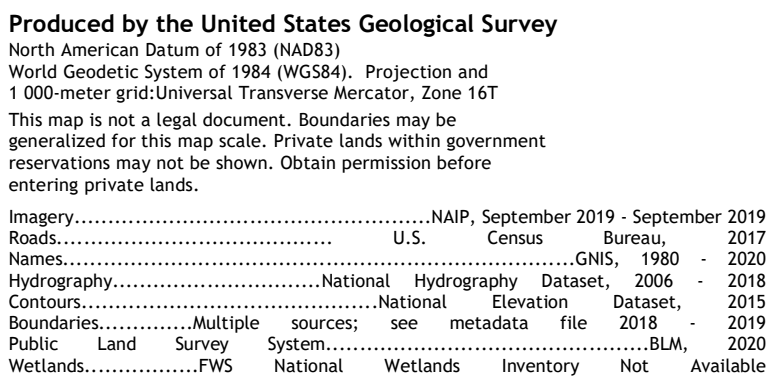 Produced by the United States Geological Survey
North American Datum of 1983 (NAD83)
World Geodetic System of 1984 (WGS84). Projection and
1 000-meter grid:Universal Transverse Mercator, Zone 16T
This map is not a legal document. Boundaries may be
generalized for this map scale. Private lands within government
reservations may not be shown. Obtain permission before
entering private lands.
Imagery............................................NAIP, September 2019 - September 2019
Roads.................................. U.S. Census Bureau, 2017
Names...............................................................GNIS, 1980 - 2020
Hydrography..........................National Hydrography Dataset, 2006 - 2018
Contours.....................................National Elevation Dataset, 2015
Boundaries.............Multiple sources; see metadata file 2018 - 2019
Public Land Survey System........................................BLM, 2020
Wetlands.................FWS National Wetlands Inventory Not Available